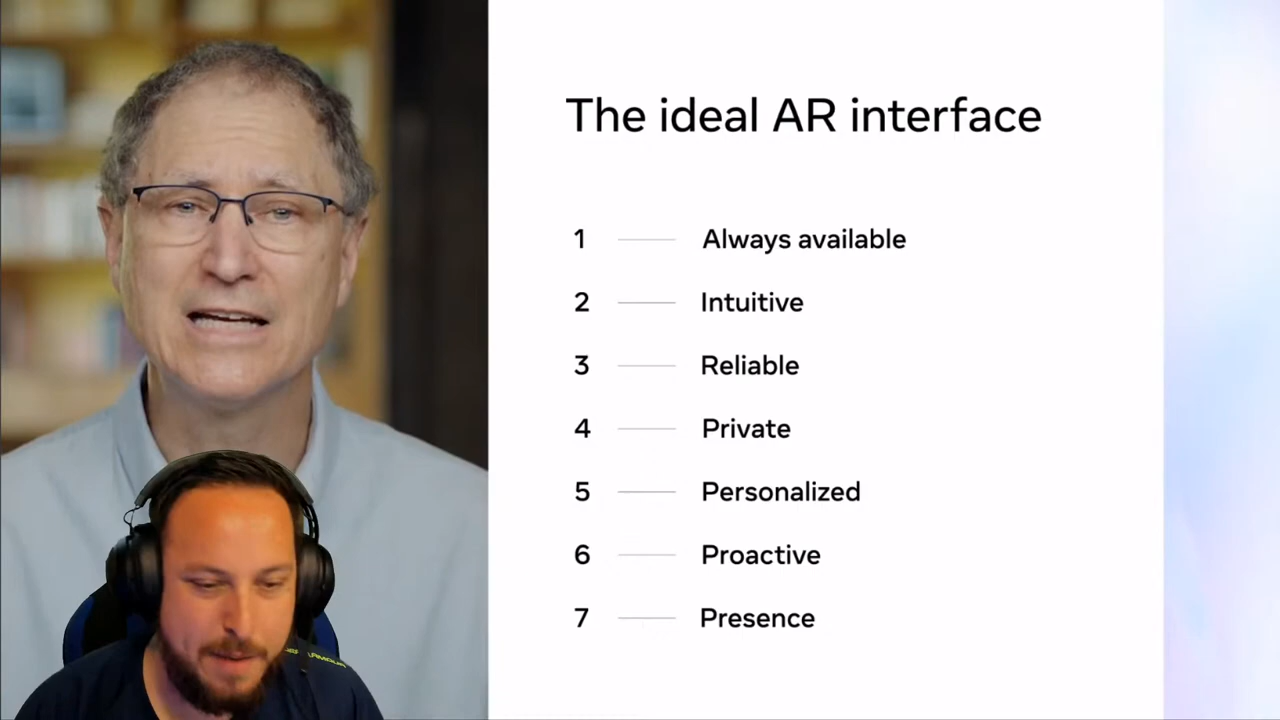 The ideal AR interface
1 Always available
2 Intuitive
3 Reliable
4 Private
5 Personalized
6 Proactive
7 Presence